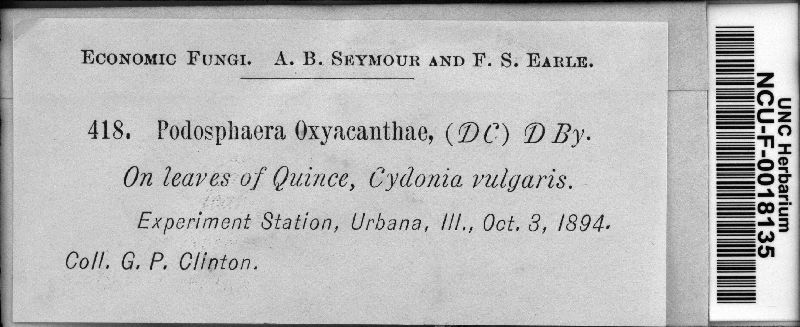 ECONOMIC FUNGI. A. B. SEYMOUR AND F. S. EARLE.
418. Podosphaera Oxyacanthae, (DC) D By.
On leaves of Quince, Cydonia vulgaris.
Experiment Station, Urbana, Ill., Oct. 3, 1894.
Coll. G. P. Clinton.
UNC Herbarium
NCU-F-0018135